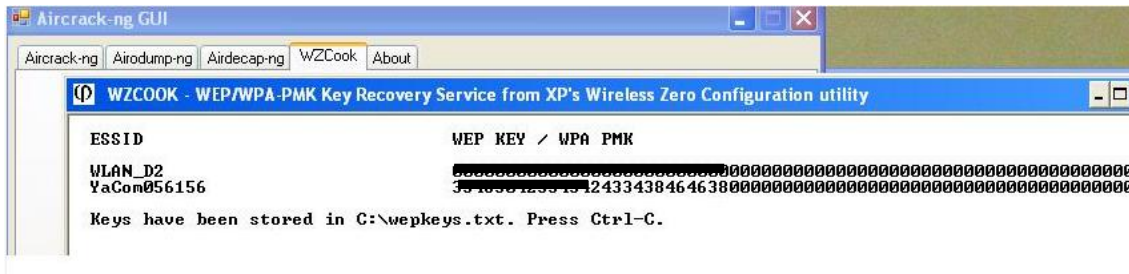 Aircrack-ng GUI
Aircrack-ng Airodump-ng Airdecap-ng WZCook About
WZCOOK - WEP/WPA-PMK Key Recovery Service from XP's Wireless Zero Configuration utility
ESSID WEP KEY / WPA PMK
WLAN_D2
YaCom056156
Keys have been stored in C:\wepkeys.txt. Press Ctrl-C.